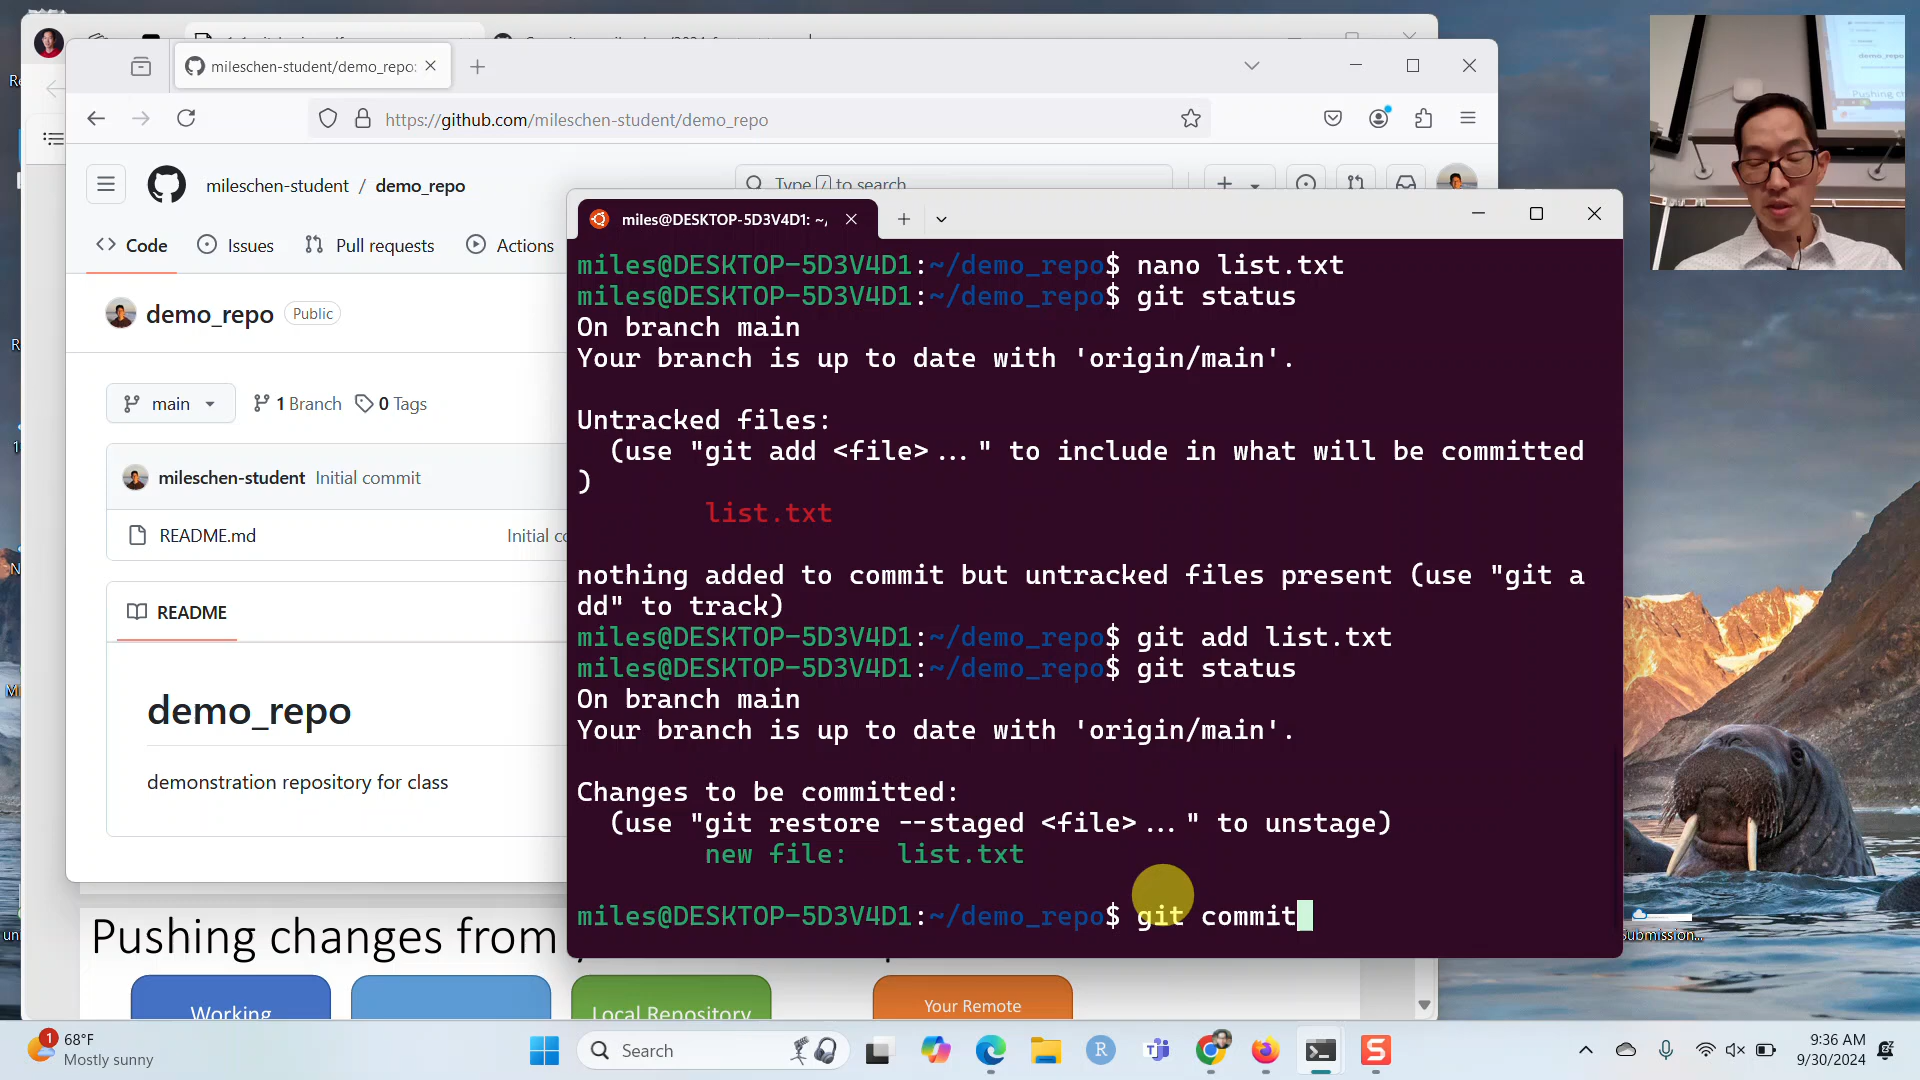 mileschen-student/demo_repo:
https://github.com/mileschen-student/demo_repo
mileschen-student / demo_repo
Type / to search
Code
Issues
Pull requests
Actions
demo_repo
Public
main
1 Branch
0 Tags
mileschen-student
Initial commit
README.md
Initial
README
demo_repo
demonstration repository for class
miles@DESKTOP-5D3V4D1: ~/
miles@DESKTOP-5D3V4D1:~/demo_repo$ nano list.txt
miles@DESKTOP-5D3V4D1:~/demo_repo$ git status
On branch main
Your branch is up to date with 'origin/main'.
Untracked files:
(use "git add <file>..." to include in what will be committed
)
list.txt
nothing added to commit but untracked files present (use "git a
dd" to track)
miles@DESKTOP-5D3V4D1:~/demo_repo$ git add list.txt
miles@DESKTOP-5D3V4D1:~/demo_repo$ git status
On branch main
Your branch is up to date with 'origin/main'.
Changes to be committed:
(use "git restore --staged <file>..." to unstage)
new file:   list.txt
miles@DESKTOP-5D3V4D1:~/demo_repo$ git commit
Pushing changes from
Working
Local Repository
Your Remote
Submission...
1
68°F
Mostly sunny
Search
9:36 AM
9/30/2024